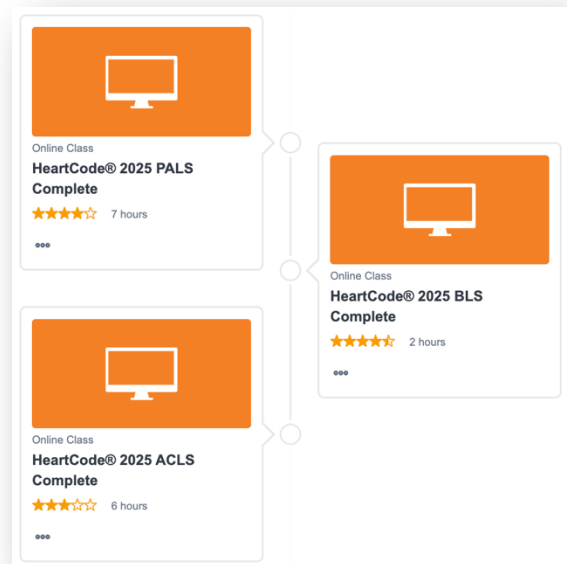 Online Class
HeartCode® 2025 PALS
Complete
7 hours
Online Class
HeartCode® 2025 BLS
Complete
2 hours
Online Class
HeartCode® 2025 ACLS
Complete
6 hours